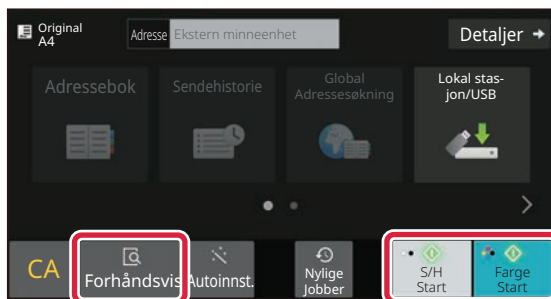 Original
A4
Adresse
Ekstern minneenhet
Detaljer
Adressebok
Sendehistorie
Global
Adressesøkning
Lokal stas-
jon/USB
CA
Forhåndsvis
Autoinnst.
Nylige
Jobber
S/H
Start
Farge
Start